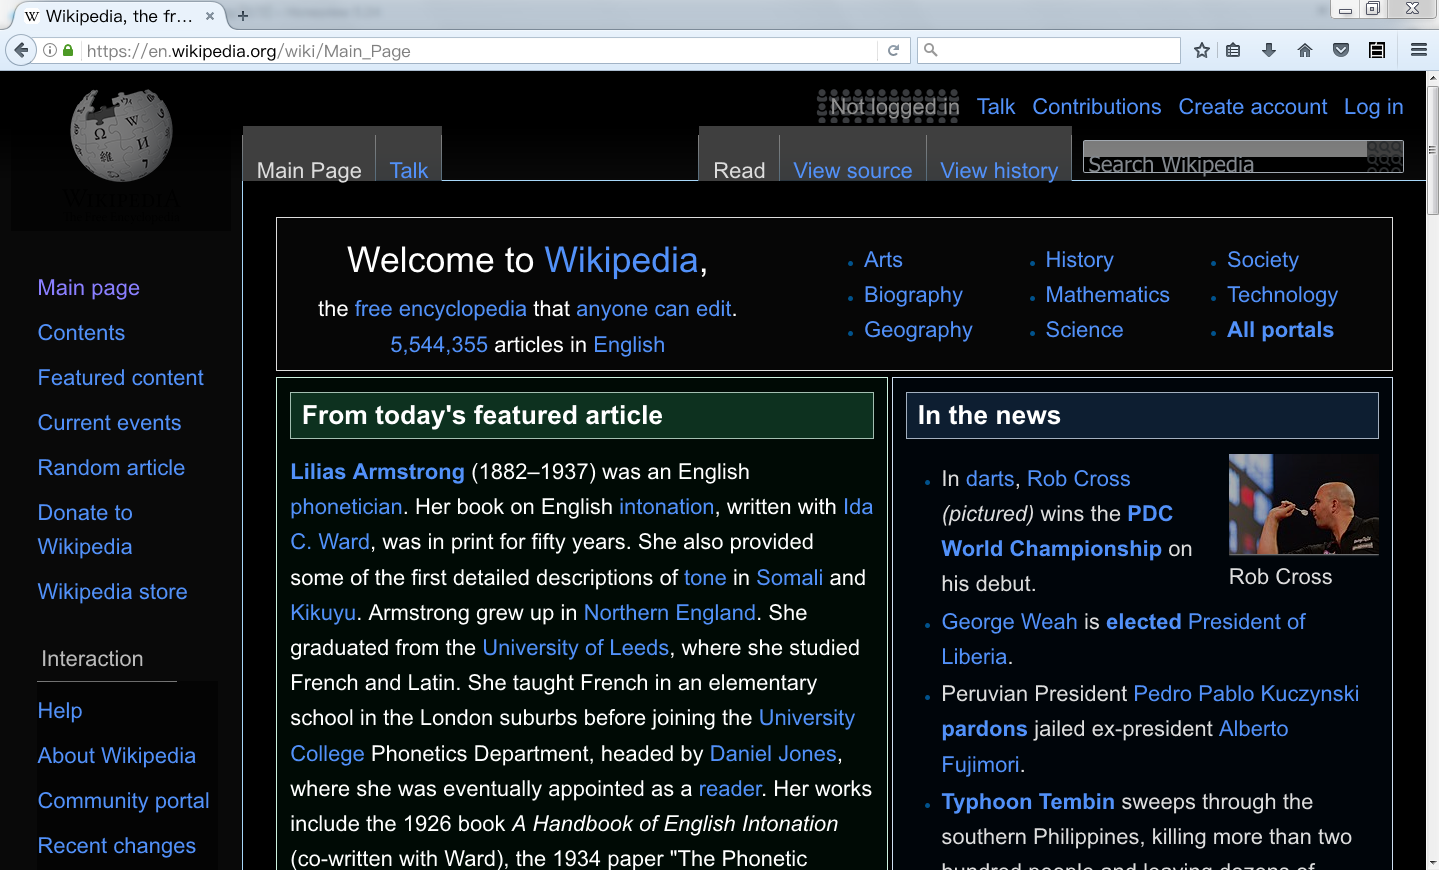 Wikipedia, the fr...
https://en.wikipedia.org/wiki/Main_Page
Not logged in Talk Contributions Create account Log in
Main Page Talk Read View source View history Search Wikipedia
WIKIPEDIA
Main page
Contents
Featured content
Current events
Random article
Donate to
Wikipedia
Wikipedia store
Interaction
Help
About Wikipedia
Community portal
Recent changes
Welcome to Wikipedia,
the free encyclopedia that anyone can edit.
5,544,355 articles in English
Arts
Biography
Geography
History
Mathematics
Science
Society
Technology
All portals
From today's featured article
Lilias Armstrong (1882–1937) was an English
phonetician. Her book on English intonation, written with Ida
C. Ward, was in print for fifty years. She also provided
some of the first detailed descriptions of tone in Somali and
Kikuyu. Armstrong grew up in Northern England. She
graduated from the University of Leeds, where she studied
French and Latin. She taught French in an elementary
school in the London suburbs before joining the University
College Phonetics Department, headed by Daniel Jones,
where she was eventually appointed as a reader. Her works
include the 1926 book A Handbook of English Intonation
(co-written with Ward), the 1934 paper "The Phonetic
In the news
In darts, Rob Cross
(pictured) wins the PDC
World Championship on
his debut.
Rob Cross
George Weah is elected President of
Liberia.
Peruvian President Pedro Pablo Kuczynski
pardons jailed ex-president Alberto
Fujimori.
Typhoon Tembin sweeps through the
southern Philippines, killing more than two
hundred people and leaving dozens of